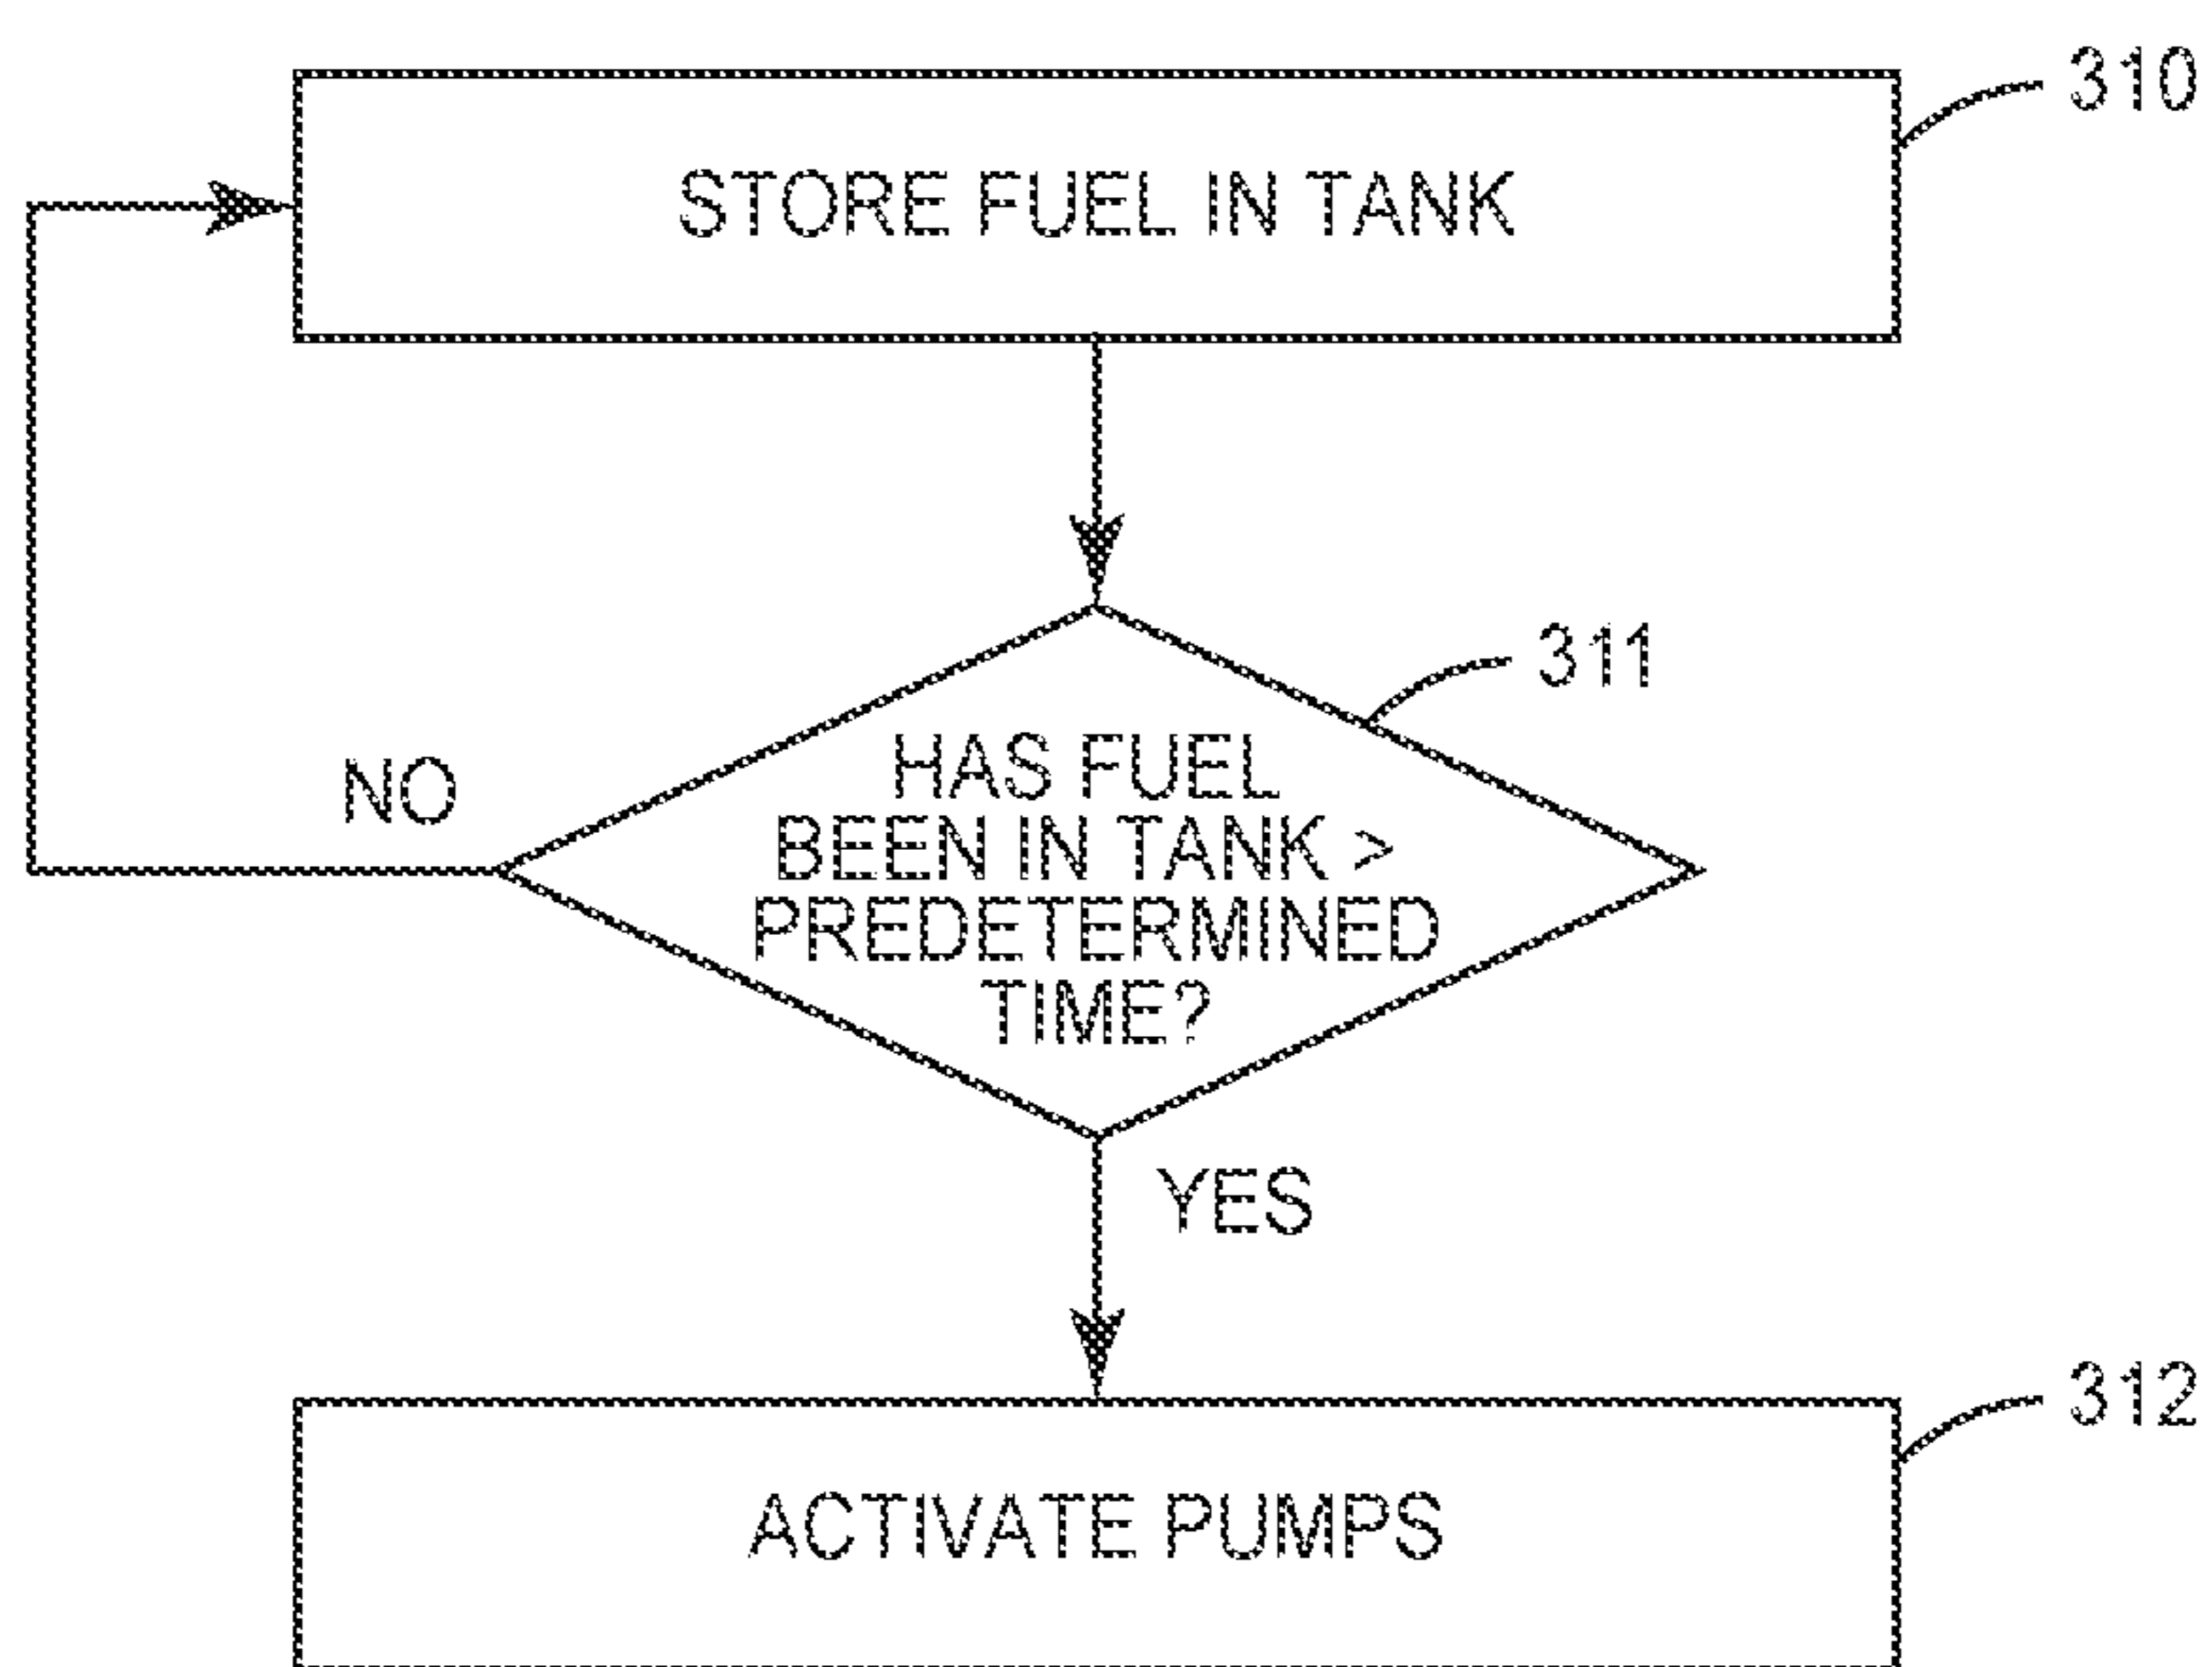 310
STORE FUEL IN TANK
311
HAS FUEL
BEEN IN TANK >
PREDETERMINED
TIME?
NO
YES
312
ACTIVATE PUMPS